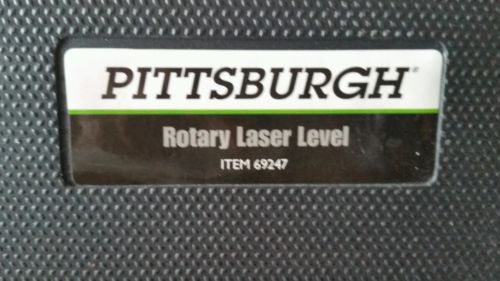 PITTSBURGH®
Rotary Laser Level
ITEM 69247